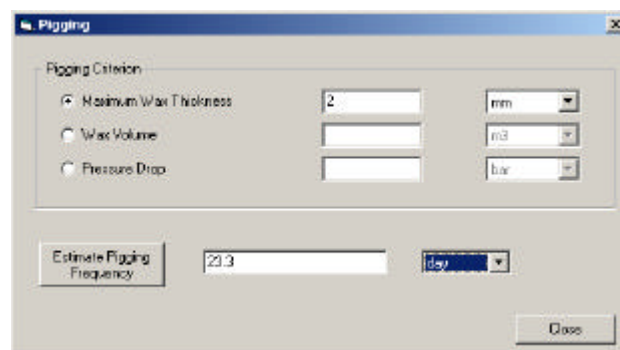 Pigging
Pigging Criterion
Maximum Wax Thickness 2 mm
Wax Volume m3
Pressure Drop bar
Estimate Pigging
Frequency
23.3 day
Close